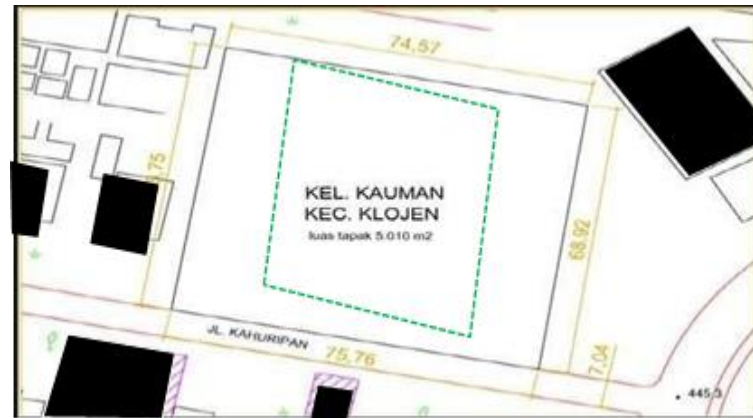 74,57
KEL. KAUMAN
KEC. KLOJEN
luas tapak 5.010 m2
68,92
JL. KAHURIPAN
75,76
7,04
445,3